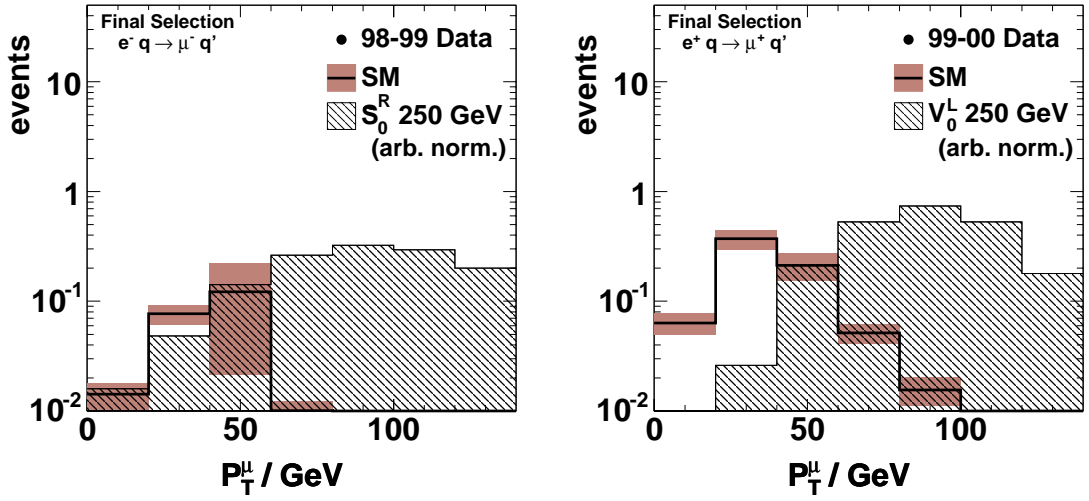 Final Selection
e⁻ q → μ⁻ q’
98-99 Data
SM
S₀ᴿ 250 GeV
(arb. norm.)
events
10
1
10⁻¹
10⁻²
0 50 100
P_T^μ / GeV
Final Selection
e⁺ q → μ⁺ q’
99-00 Data
SM
V₀ᴸ 250 GeV
(arb. norm.)
events
10
1
10⁻¹
10⁻²
0 50 100
P_T^μ / GeV